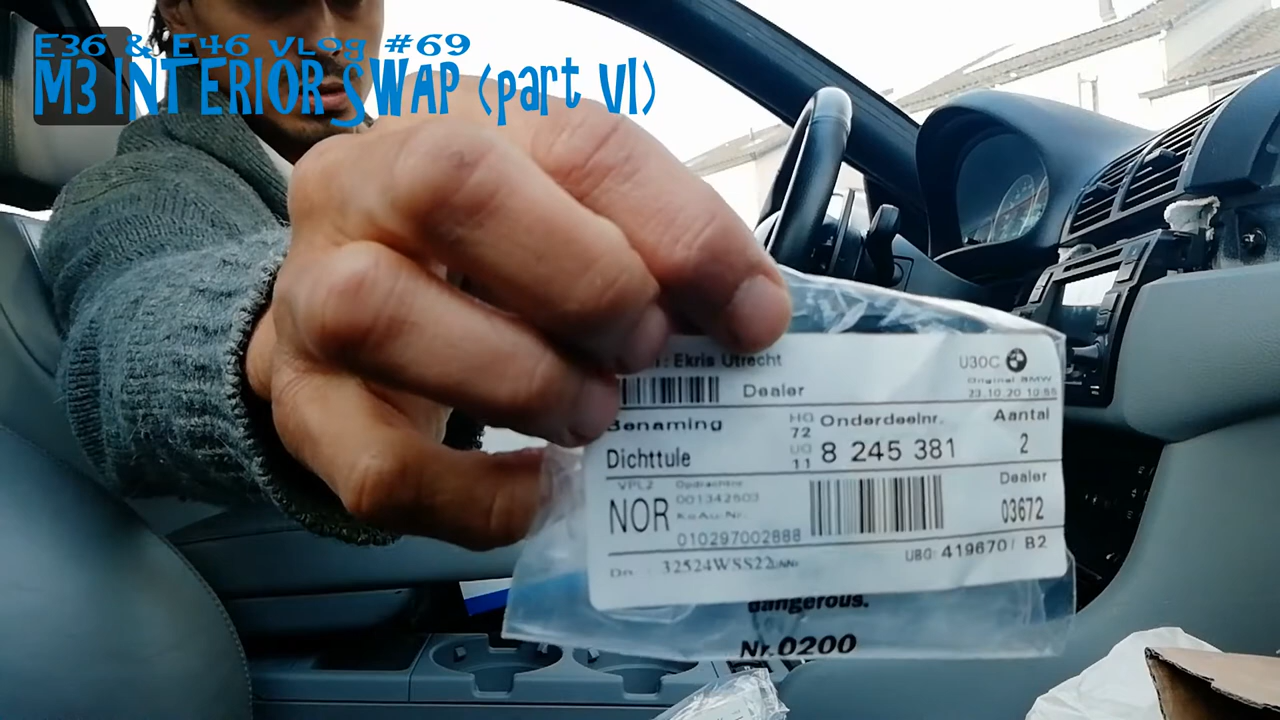 E36 & E46 VLOG #69
M3 INTERIOR SWAP (part VI)
: Ekris Utrecht
U30C
Original BMW
Dealer
23.10.20
Benaming
HG
Onderdeelnr.
Aantal
72
Dichttule
UG
11
8 245 381
2
VPL2
Opdrachtnr.
Dealer
NOR
001342503
03672
010297002888
UBG: 419670/ B2
32524WSS22
dangerous.
Nr.0200